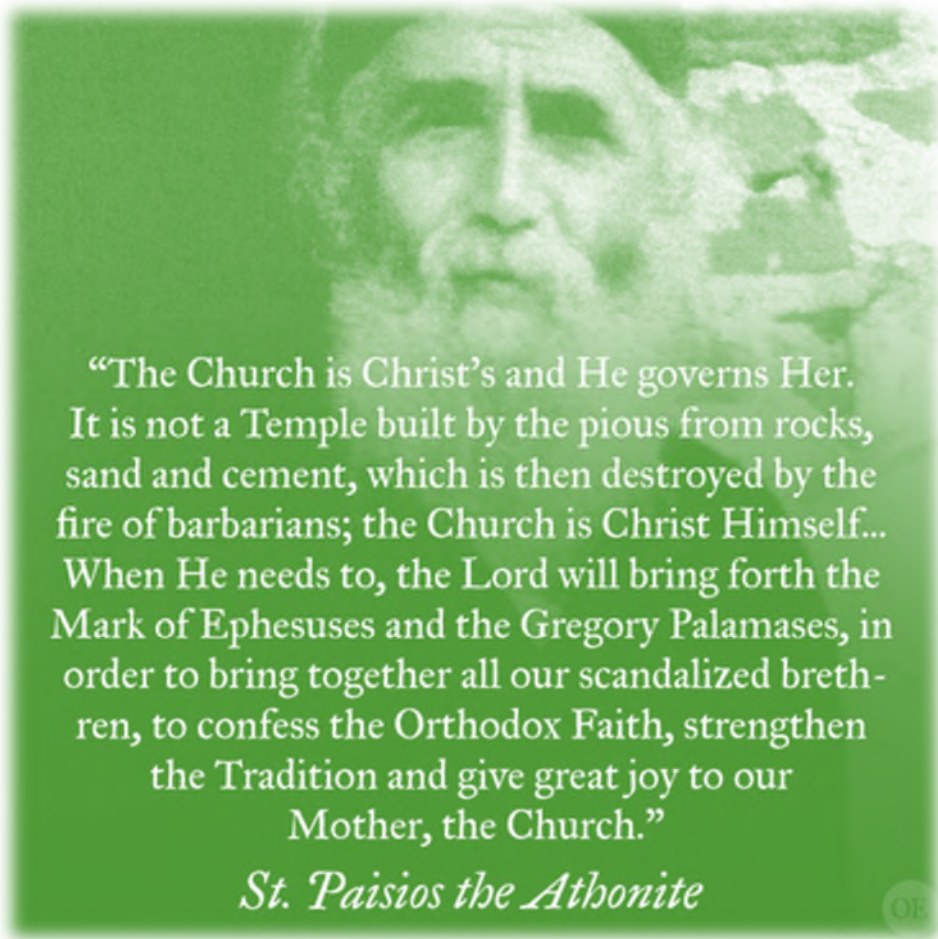 “The Church is Christ’s and He governs Her.
It is not a Temple built by the pious from rocks,
sand and cement, which is then destroyed by the
fire of barbarians; the Church is Christ Himself...
When He needs to, the Lord will bring forth the
Mark of Ephesuses and the Gregory Palamases, in
order to bring together all our scandalized breth-
ren, to confess the Orthodox Faith, strengthen
the Tradition and give great joy to our
Mother, the Church.”
St. Paisios the Athonite
OE